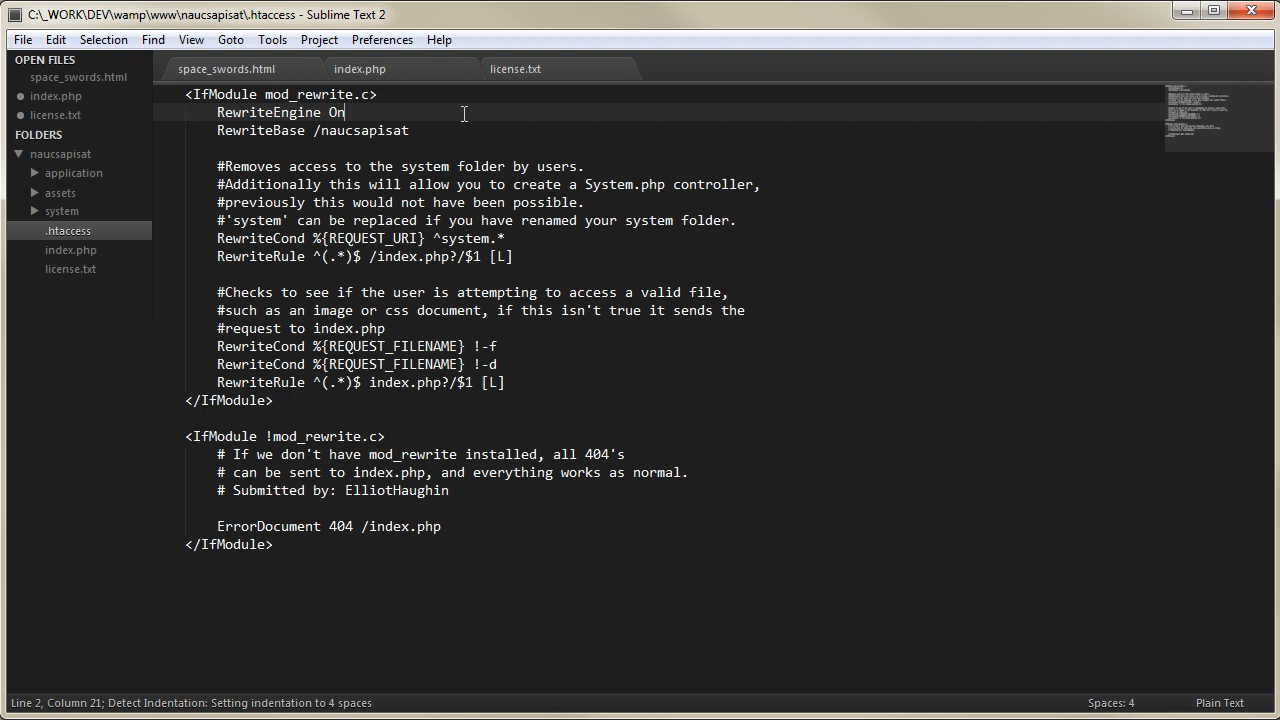 C:\_WORK\DEV\wamp\www\naucsapisat\.htaccess - Sublime Text 2
File Edit Selection Find View Goto Tools Project Preferences Help
OPEN FILES
space_swords.html
index.php
license.txt
FOLDERS
naucsapisat
application
assets
system
.htaccess
index.php
license.txt
space_swords.html index.php license.txt
<IfModule mod_rewrite.c>
    RewriteEngine On
    RewriteBase /naucsapisat

    #Removes access to the system folder by users.
    #Additionally this will allow you to create a System.php controller,
    #previously this would not have been possible.
    #'system' can be replaced if you have renamed your system folder.
    RewriteCond %{REQUEST_URI} ^system.*
    RewriteRule ^(.*)$ /index.php?/$1 [L]

    #Checks to see if the user is attempting to access a valid file,
    #such as an image or css document, if this isn't true it sends the
    #request to index.php
    RewriteCond %{REQUEST_FILENAME} !-f
    RewriteCond %{REQUEST_FILENAME} !-d
    RewriteRule ^(.*)$ index.php?/$1 [L]
</IfModule>

<IfModule !mod_rewrite.c>
    # If we don't have mod_rewrite installed, all 404's
    # can be sent to index.php, and everything works as normal.
    # Submitted by: ElliotHaughin

    ErrorDocument 404 /index.php
</IfModule>
Line 2, Column 21; Detect Indentation: Setting indentation to 4 spaces
Spaces: 4
Plain Text